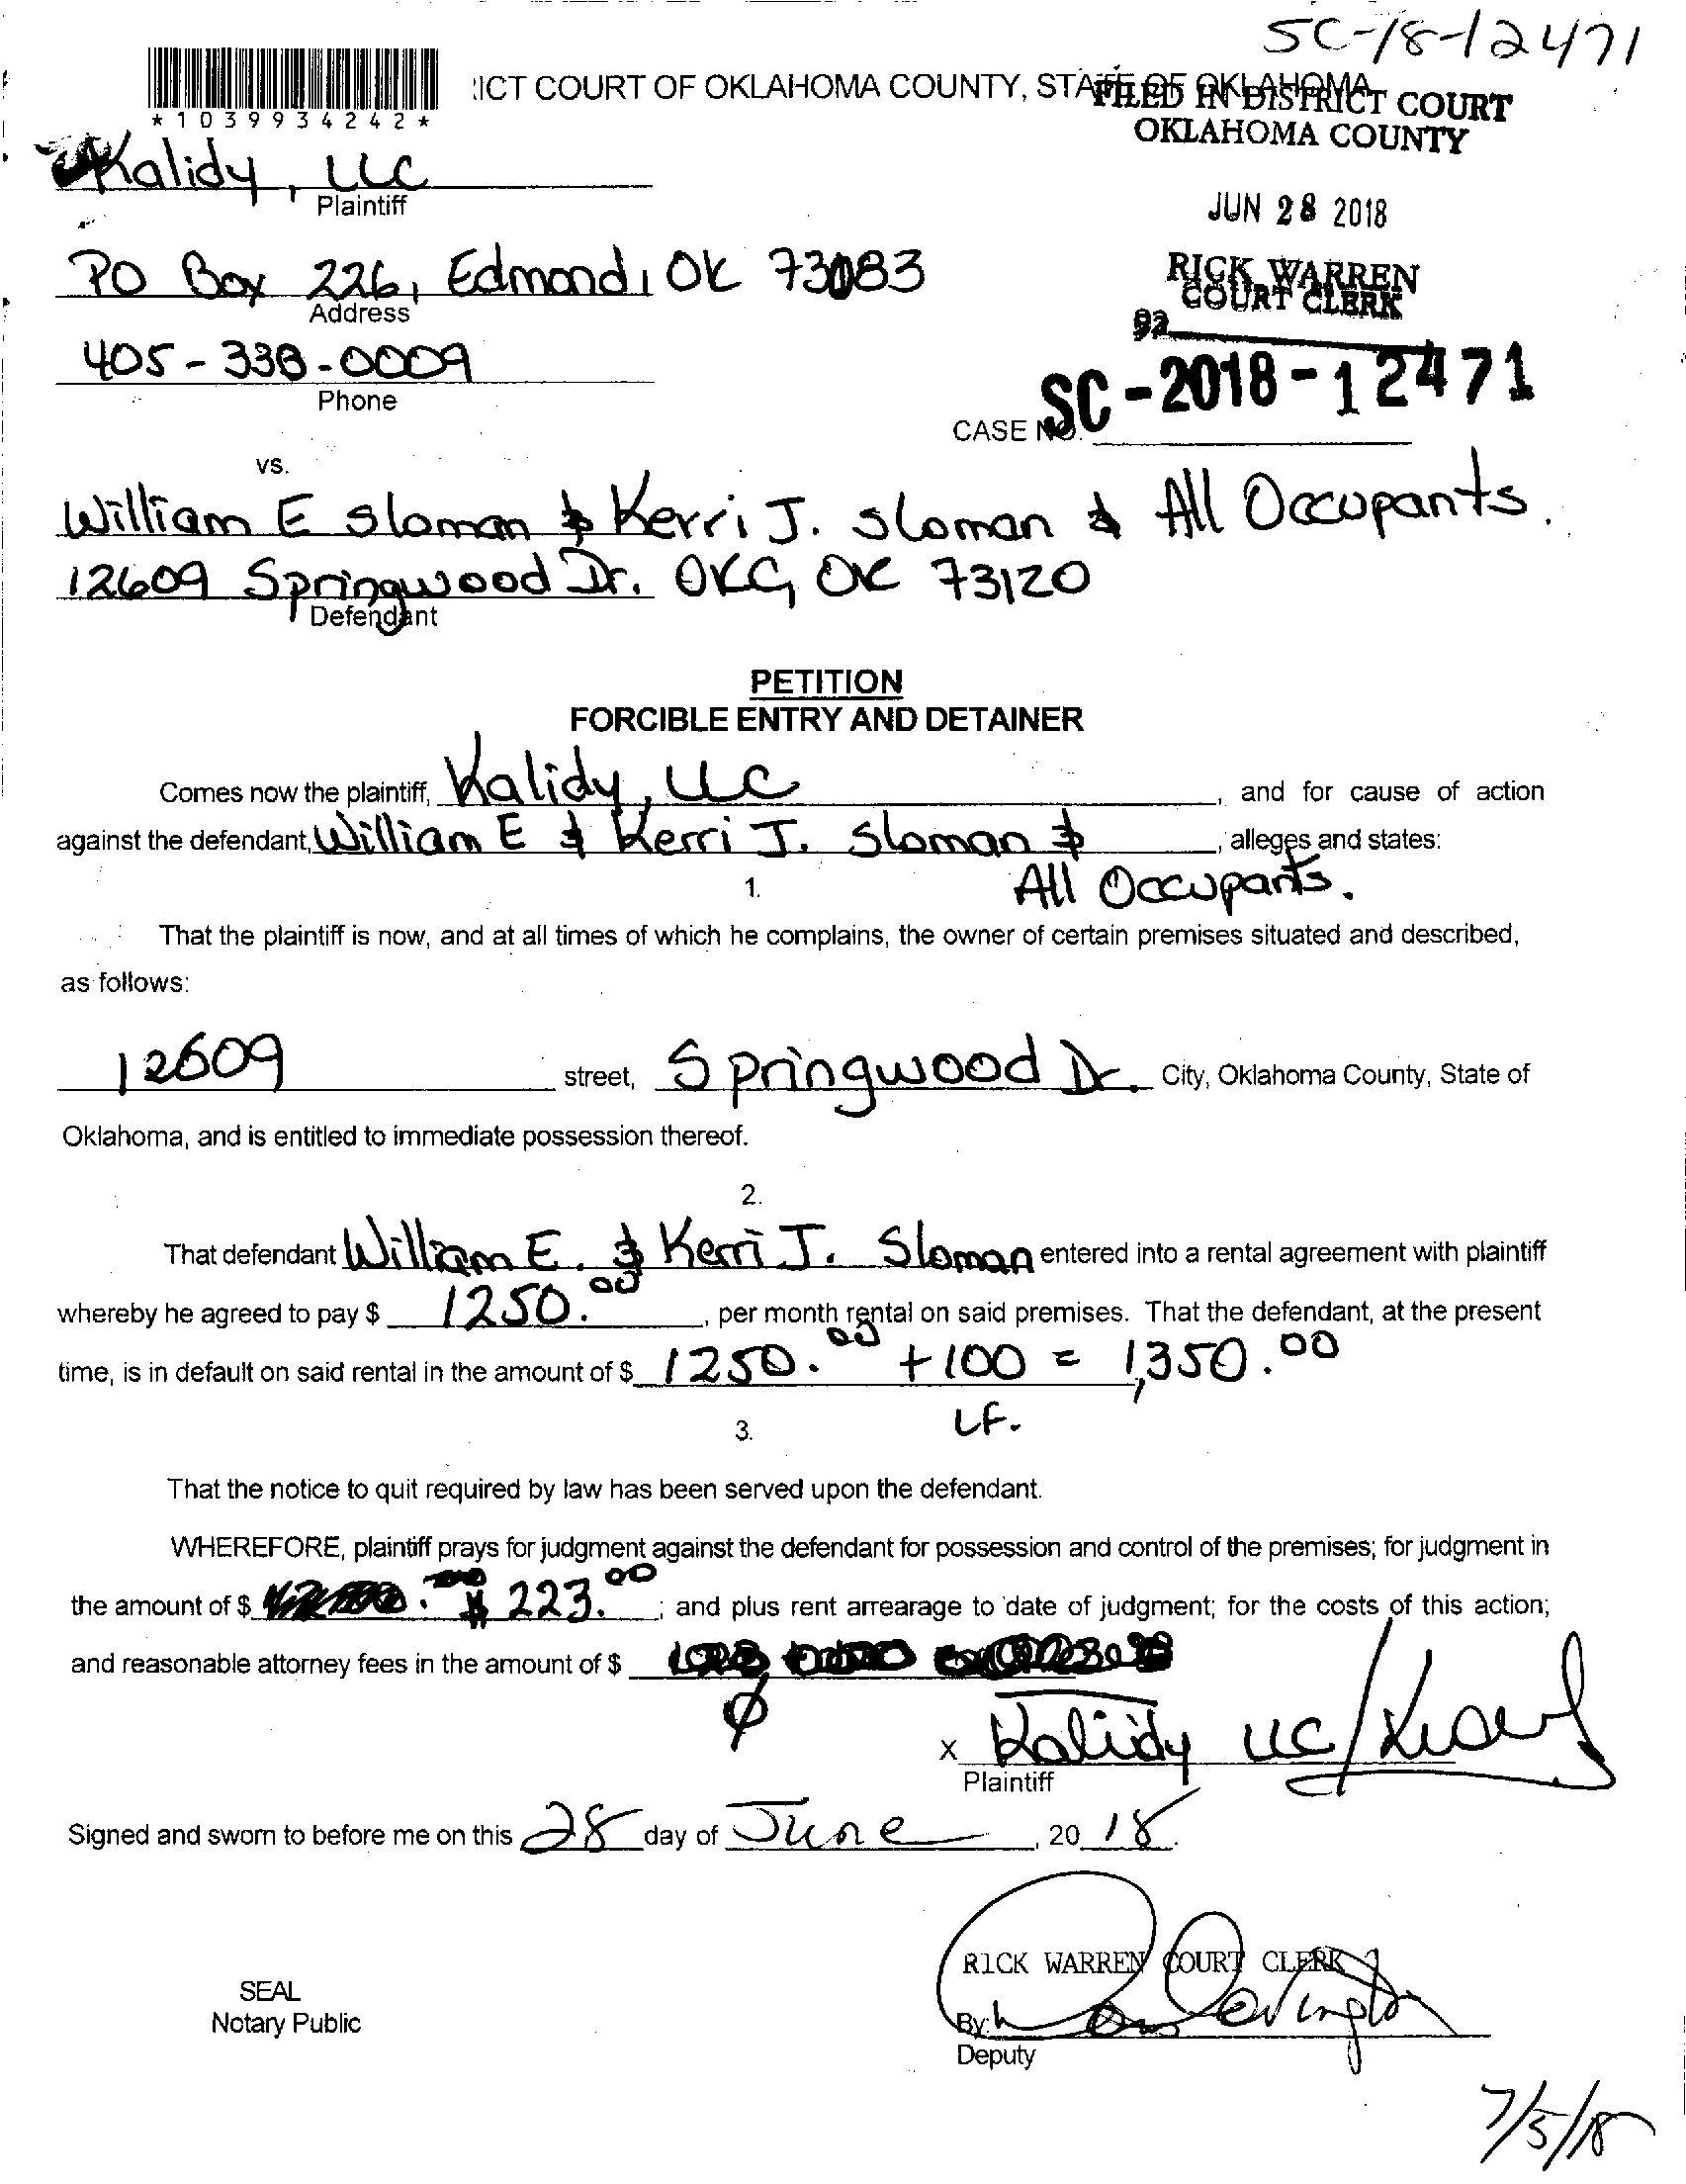 SC-18-12471
ICT COURT OF OKLAHOMA COUNTY, STATE OF OKLAHOMA
*1039934242*
FILED IN DISTRICT COURT
OKLAHOMA COUNTY
Kalidy, LLC
Plaintiff
JUN 28 2018
PO Box 226, Edmond, OK 73083
Address
RICK WARREN
COURT CLERK
92
405-338-0009
Phone
CASE NO. SC-2018-12471
vs.
William E Sloman & Kerri J. Sloman & All Occupants.
12609 Springwood Dr. OKC, OK 73120
Defendant
PETITION
FORCIBLE ENTRY AND DETAINER
Comes now the plaintiff, Kalidy, LLC, and for cause of action
against the defendant, William E & Kerri J. Sloman &, alleges and states:
All Occupants.
1.
That the plaintiff is now, and at all times of which he complains, the owner of certain premises situated and described,
as follows:
12609 street, Springwood Dr. City, Oklahoma County, State of
Oklahoma, and is entitled to immediate possession thereof.
2.
That defendant William E. & Kerri J. Sloman entered into a rental agreement with plaintiff
whereby he agreed to pay $ 1250.00, per month rental on said premises. That the defendant, at the present
time, is in default on said rental in the amount of $ 1250.00 + 100 = 1,350.00
LF.
3.
That the notice to quit required by law has been served upon the defendant.
WHEREFORE, plaintiff prays for judgment against the defendant for possession and control of the premises; for judgment in
the amount of $ $ 223.00; and plus rent arrearage to date of judgment; for the costs of this action;
and reasonable attorney fees in the amount of $
Ø
x Kalidy LLC/
Plaintiff
Signed and sworn to before me on this 28 day of June, 20 18.
RICK WARREN COURT CLERK
SEAL
Notary Public
By:
Deputy
7/5/18